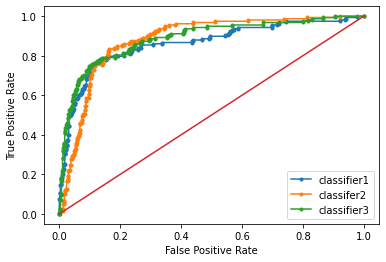 1.0
0.8
0.6
0.4
0.2
0.0
True Positive Rate
0.0 0.2 0.4 0.6 0.8 1.0
False Positive Rate
classifier1
classifer2
classifier3